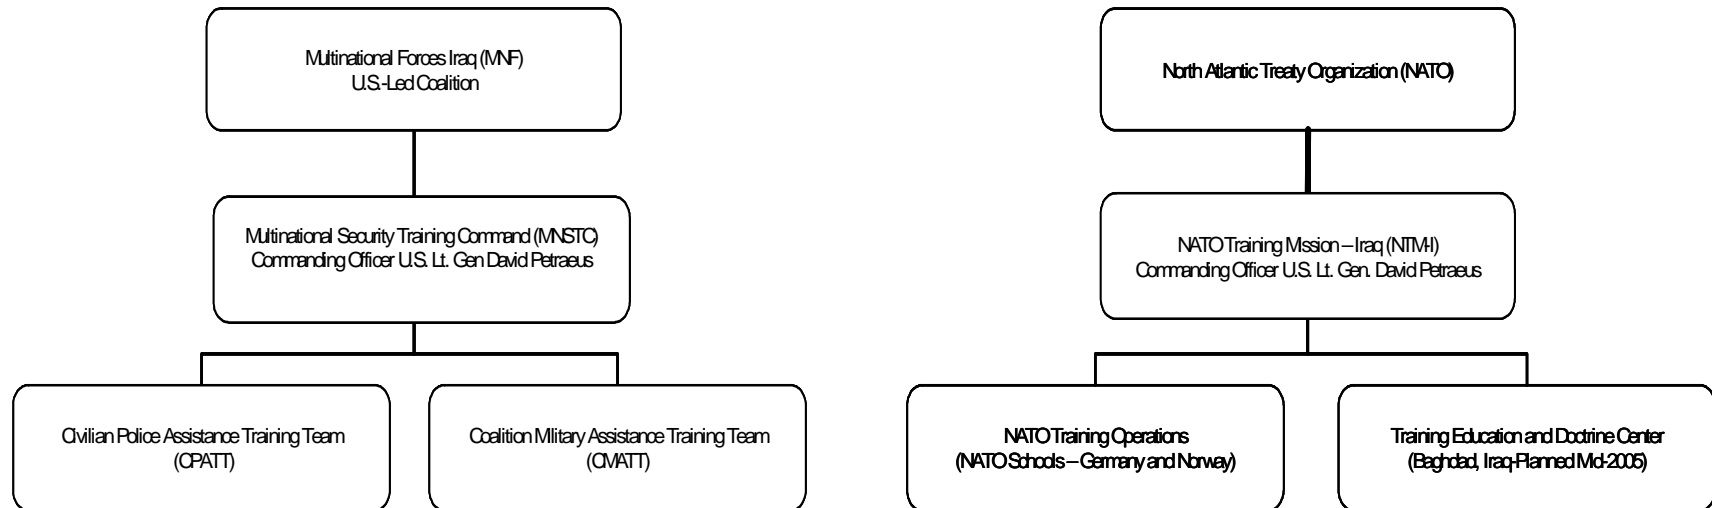 Multinational Forces Iraq (MNF)
U.S.-Led Coalition
North Atlantic Treaty Organization (NATO)
Multinational Security Training Command (MNSTC)
Commanding Officer U.S. Lt. Gen David Petraeus
NATO Training Mission – Iraq (NTM-I)
Commanding Officer U.S. Lt. Gen. David Petraeus
Civilian Police Assistance Training Team
(CPATT)
Coalition Military Assistance Training Team
(CMATT)
NATO Training Operations
(NATO Schools – Germany and Norway)
Training Education and Doctrine Center
(Baghdad, Iraq-Planned Mid-2005)